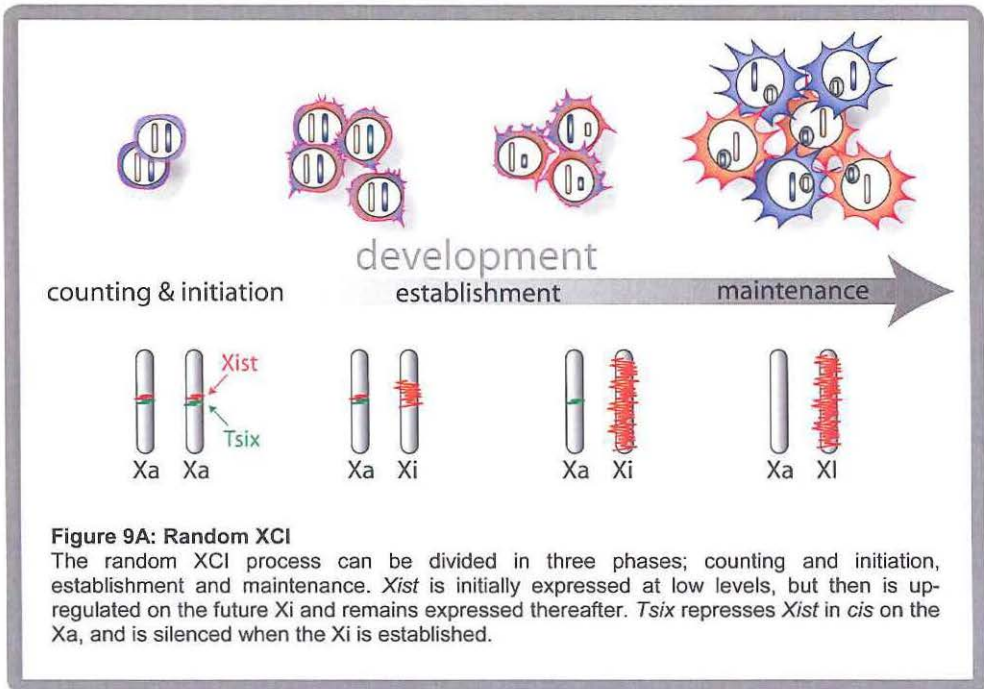 development
counting & initiation establishment maintenance
Xist
Tsix
Xa Xa Xa Xi Xa Xi Xa XI
Figure 9A: Random XCI
The random XCI process can be divided in three phases; counting and initiation,
establishment and maintenance. Xist is initially expressed at low levels, but then is up-
regulated on the future Xi and remains expressed thereafter. Tsix represses Xist in cis on the
Xa, and is silenced when the Xi is established.